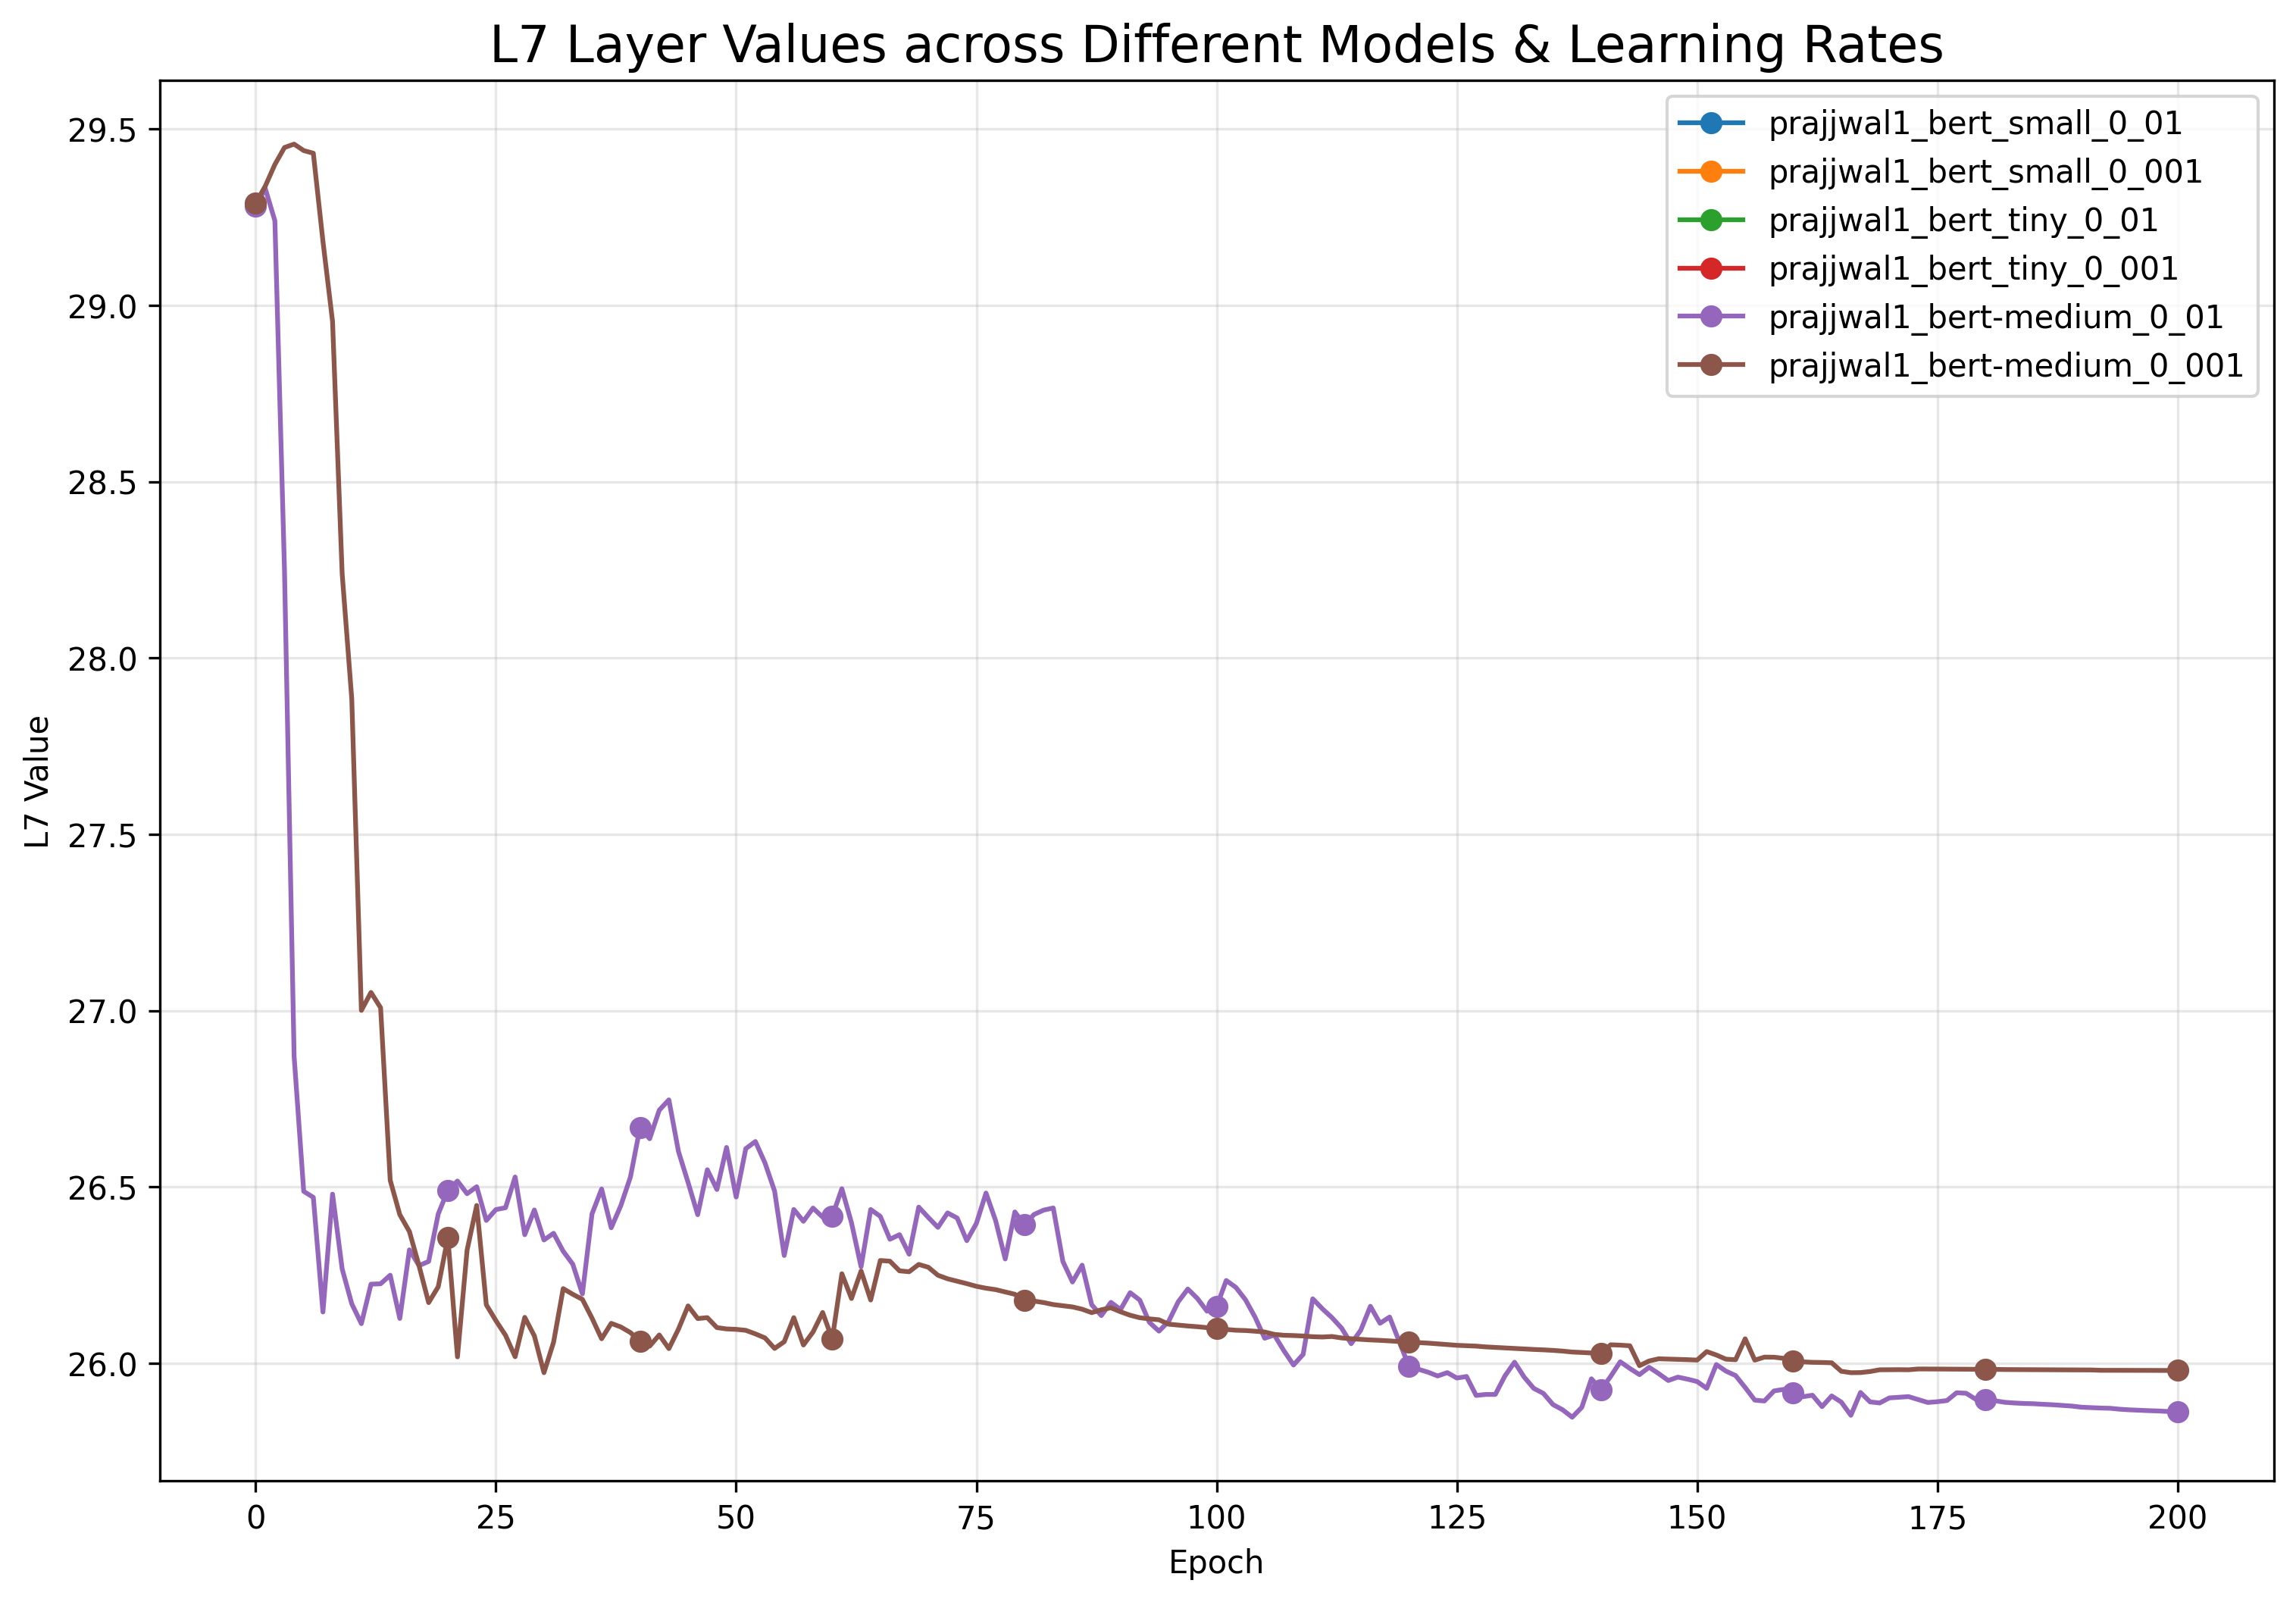 L7 Layer Values across Different Models & Learning Rates
prajjwal1_bert_small_0_01
prajjwal1_bert_small_0_001
prajjwal1_bert_tiny_0_01
prajjwal1_bert_tiny_0_001
prajjwal1_bert-medium_0_01
prajjwal1_bert-medium_0_001
L7 Value
29.5
29.0
28.5
28.0
27.5
27.0
26.5
26.0
0 25 50 75 100 125 150 175 200
Epoch